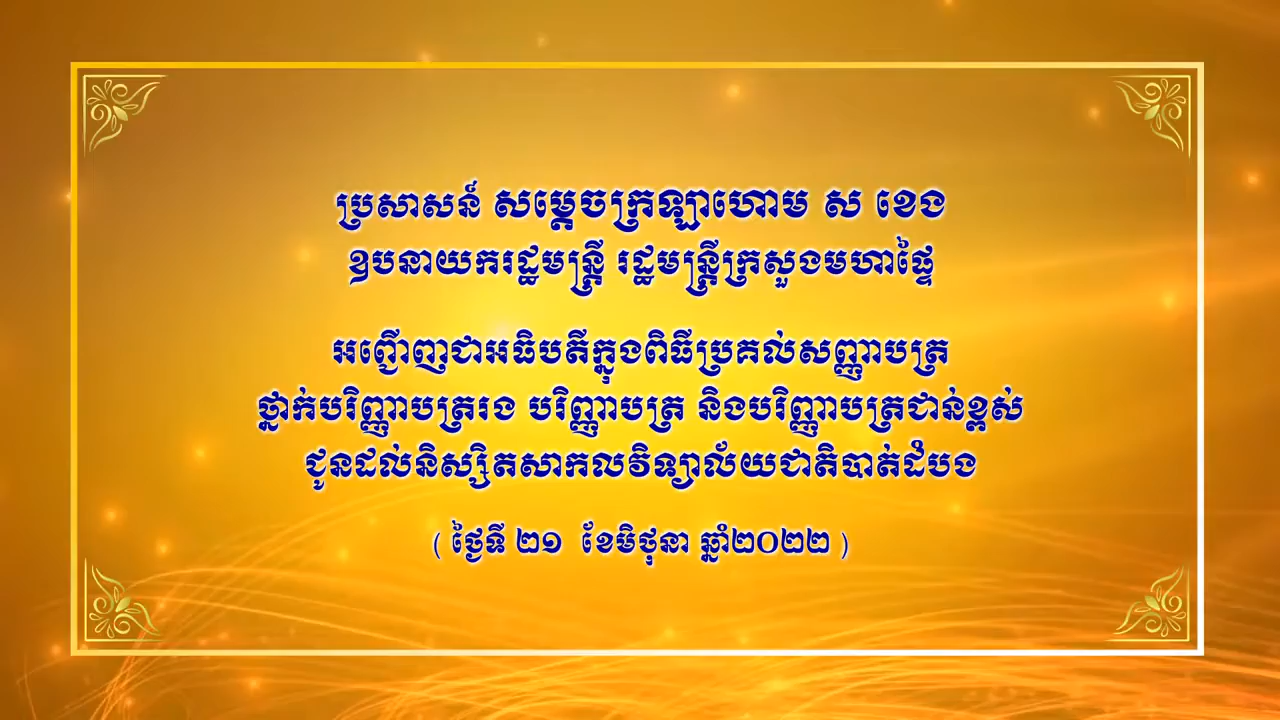 ប្រសាសន៍ សម្តេចក្រឡាហោម ស ខេង
ឧបនាយករដ្ឋមន្ត្រី រដ្ឋមន្ត្រីក្រសួងមហាផ្ទៃ
អញ្ជើញជាអធិបតីក្នុងពិធីប្រគល់សញ្ញាបត្រ
ថ្នាក់បរិញ្ញាបត្ររង បរិញ្ញាបត្រ និងបរិញ្ញាបត្រជាន់ខ្ពស់
ជូនដល់និស្សិតសាកលវិទ្យាល័យជាតិបាត់ដំបង
( ថ្ងៃទី ២១ ខែមិថុនា ឆ្នាំ២០២២ )